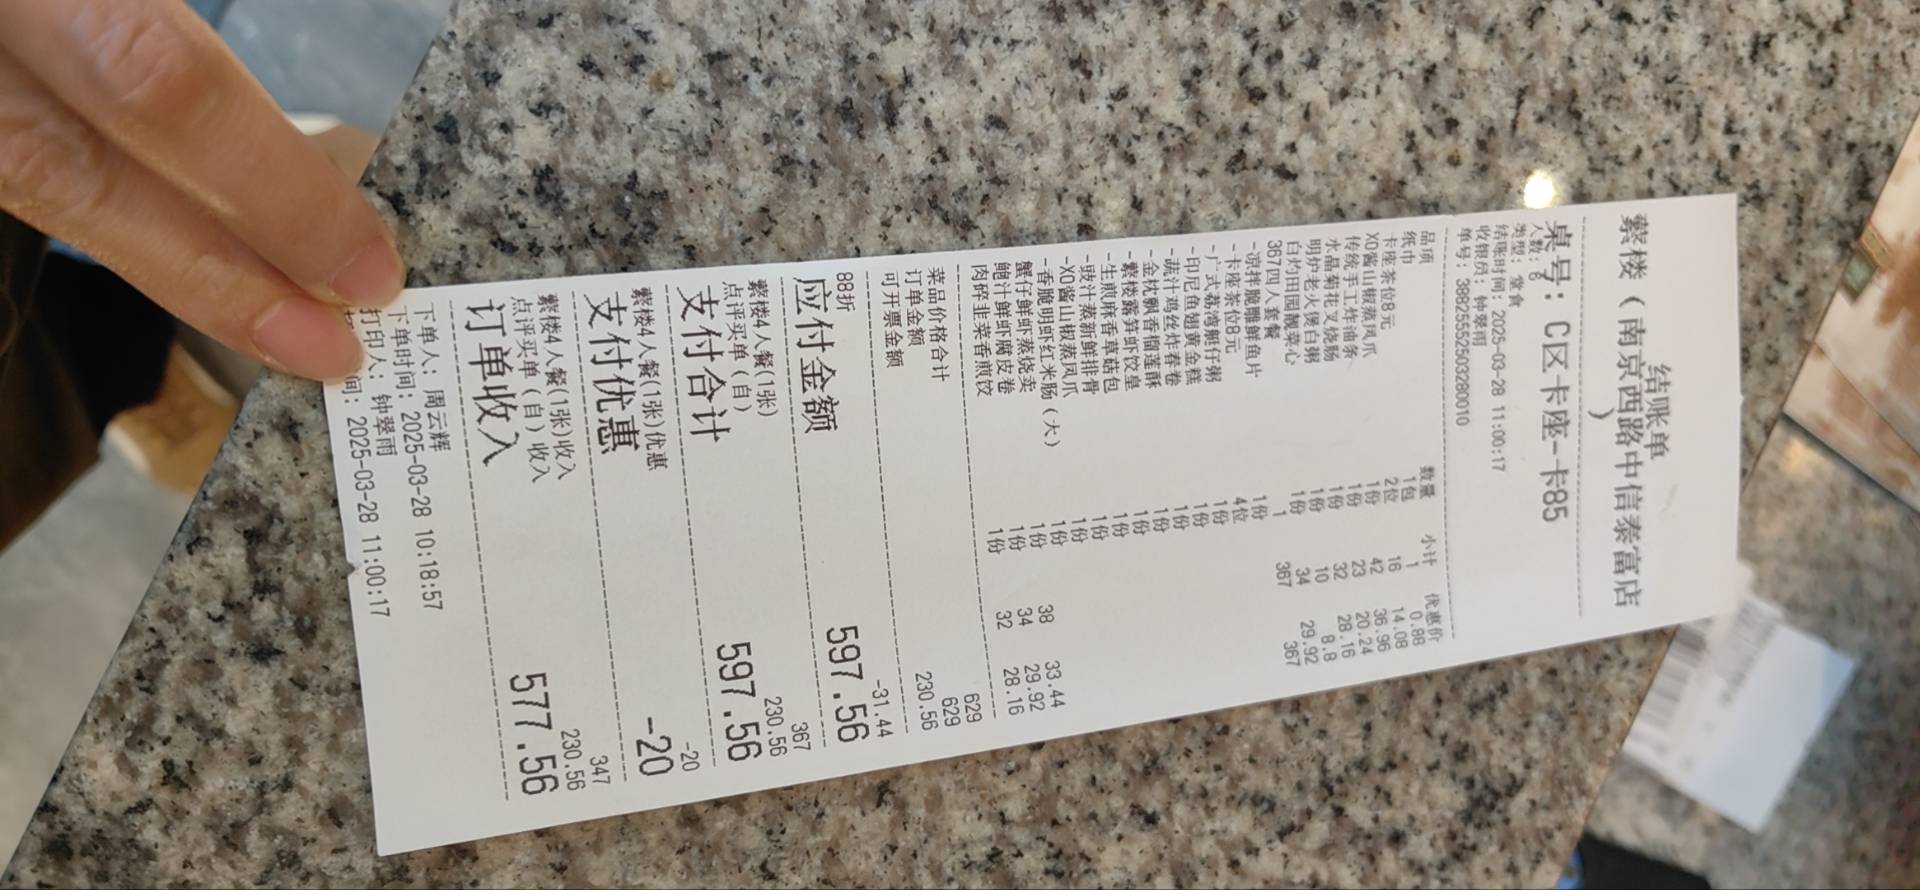 结账单
蘩楼（南京西路中信泰富店
）
桌号：C区卡座-卡85
人数：6
类型：堂食
结账时间：2025-03-28 11:00:17
收银员：钟翠雨
单号：3982555250328 0010
品项 数量 小计 优惠价
纸巾 1包 1 0.88
卡座茶位8元 2位 16 14.08
XO酱山椒蒸凤爪 1份 42 36.96
传统手工炸油条 1份 23 20.24
水晶菊花叉烧肠 1份 32 28.16
明炉老火煲白粥 1份 10 8.8
白灼田园靓菜心 1份 34 29.92
367四人套餐 1 367 367
-凉拌脆雕鲜鱼片 1份
-卡座茶位8元 4位
-广式荔湾艇仔粥 1份
-印尼鱼翅黄金糕 1份
-蔬汁鸡丝炸春卷 1份
-金枕飘香榴莲酥 1份
-蘩楼露笋虾饺皇 1份
-生煎麻香草菇包 1份
-豉汁蒸新鲜排骨 1份
-XO酱山椒蒸凤爪 1份
-香脆明虾红米肠（大） 1份
蟹仔鲜虾蒸烧卖 1份 38 33.44
鲍汁鲜虾腐皮卷 1份 34 29.92
肉碎韭菜香煎饺 1份 32 28.16
菜品价格合计 629
订单金额 629
可开票金额 230.56
88折 -31.44
应付金额 597.56
蘩楼4人餐(1张) 367
点评买单（自） 230.56
支付合计 597.56
蘩楼4人餐(1张)优惠 -20
支付优惠 -20
蘩楼4人餐(1张)收入 347
点评买单（自）收入 230.56
订单收入 577.56
下单人：周云辉
下单时间：2025-03-28 10:18:57
打印人：钟翠雨
间：2025-03-28 11:00:17